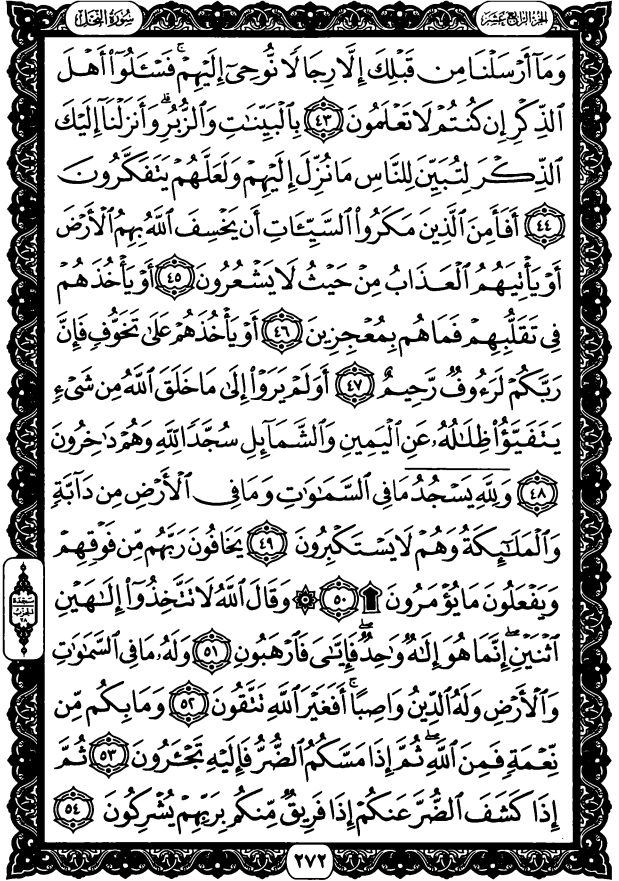 الجزء الرابع عشر
سورة النحل
وَمَآ أَرْسَلْنَا مِن قَبْلِكَ إِلَّا رِجَالًا نُّوحِىٓ إِلَيْهِمْ ۚ فَسْـَٔلُوٓا۟ أَهْلَ
ٱلذِّكْرِ إِن كُنتُمْ لَا تَعْلَمُونَ ٤٣ بِٱلْبَيِّنَـٰتِ وَٱلزُّبُرِ ۗ وَأَنزَلْنَآ إِلَيْكَ
ٱلذِّكْرَ لِتُبَيِّنَ لِلنَّاسِ مَا نُزِّلَ إِلَيْهِمْ وَلَعَلَّهُمْ يَتَفَكَّرُونَ
٤٤ أَفَأَمِنَ ٱلَّذِينَ مَكَرُوا۟ ٱلسَّيِّـَٔاتِ أَن يَخْسِفَ ٱللَّهُ بِهِمُ ٱلْأَرْضَ
أَوْ يَأْتِيَهُمُ ٱلْعَذَابُ مِنْ حَيْثُ لَا يَشْعُرُونَ ٤٥ أَوْ يَأْخُذَهُمْ
فِى تَقَلُّبِهِمْ فَمَا هُم بِمُعْجِزِينَ ٤٦ أَوْ يَأْخُذَهُمْ عَلَىٰ تَخَوُّفٍ فَإِنَّ
رَبَّكُمْ لَرَءُوفٌ رَّحِيمٌ ٤٧ أَوَلَمْ يَرَوْا۟ إِلَىٰ مَا خَلَقَ ٱللَّهُ مِن شَىْءٍ
يَتَفَيَّؤُا۟ ظِلَـٰلُهُۥ عَنِ ٱلْيَمِينِ وَٱلشَّمَآئِلِ سُجَّدًا لِّلَّهِ وَهُمْ دَٰخِرُونَ
٤٨ وَلِلَّهِ يَسْجُدُ مَا فِى ٱلسَّمَـٰوَٰتِ وَمَا فِى ٱلْأَرْضِ مِن دَآبَّةٍ
وَٱلْمَلَـٰٓئِكَةُ وَهُمْ لَا يَسْتَكْبِرُونَ ٤٩ يَخَافُونَ رَبَّهُم مِّن فَوْقِهِمْ
وَيَفْعَلُونَ مَا يُؤْمَرُونَ ۩ ٥٠ ۞ وَقَالَ ٱللَّهُ لَا تَتَّخِذُوٓا۟ إِلَـٰهَيْنِ
ٱثْنَيْنِ ۖ إِنَّمَا هُوَ إِلَـٰهٌ وَٰحِدٌ ۖ فَإِيَّـٰىَ فَٱرْهَبُونِ ٥١ وَلَهُۥ مَا فِى ٱلسَّمَـٰوَٰتِ
وَٱلْأَرْضِ وَلَهُ ٱلدِّينُ وَاصِبًا ۚ أَفَغَيْرَ ٱللَّهِ تَتَّقُونَ ٥٢ وَمَا بِكُم مِّن
نِّعْمَةٍ فَمِنَ ٱللَّهِ ۖ ثُمَّ إِذَا مَسَّكُمُ ٱلضُّرُّ فَإِلَيْهِ تَجْـَٔرُونَ ٥٣ ثُمَّ
إِذَا كَشَفَ ٱلضُّرَّ عَنكُمْ إِذَا فَرِيقٌ مِّنكُم بِرَبِّهِمْ يُشْرِكُونَ ٥٤
٢٧٢